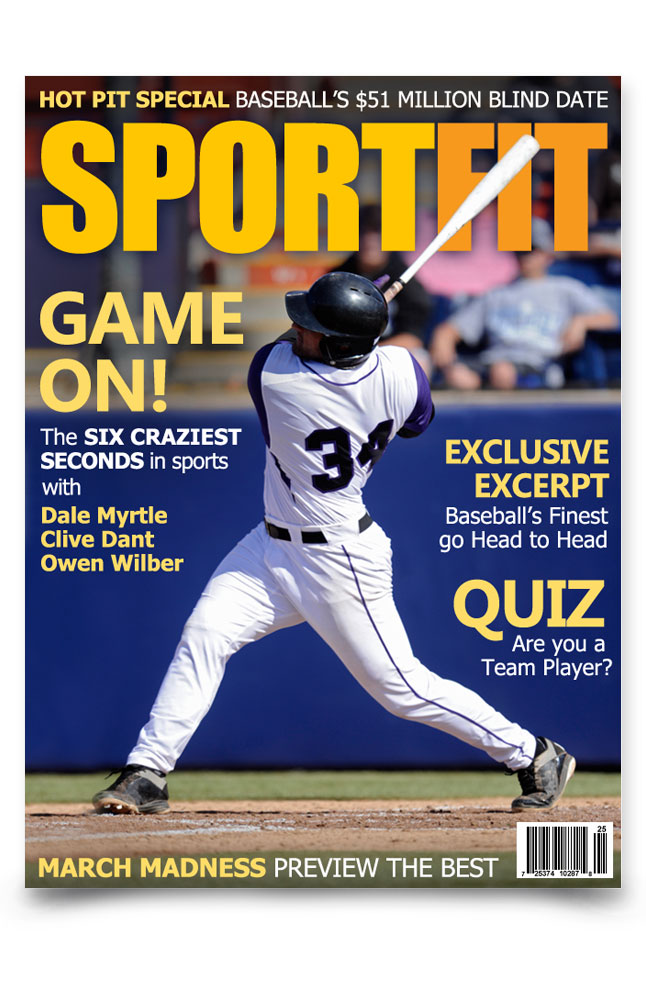 HOT PIT SPECIAL BASEBALL'S $51 MILLION BLIND DATE
SPORTFIT
GAME
ON!
The SIX CRAZIEST
SECONDS in sports
with
Dale Myrtle
Clive Dant
Owen Wilber
34
EXCLUSIVE
EXCERPT
Baseball's Finest
go Head to Head
QUIZ
Are you a
Team Player?
MARCH MADNESS PREVIEW THE BEST
25
7 25374 10287 8